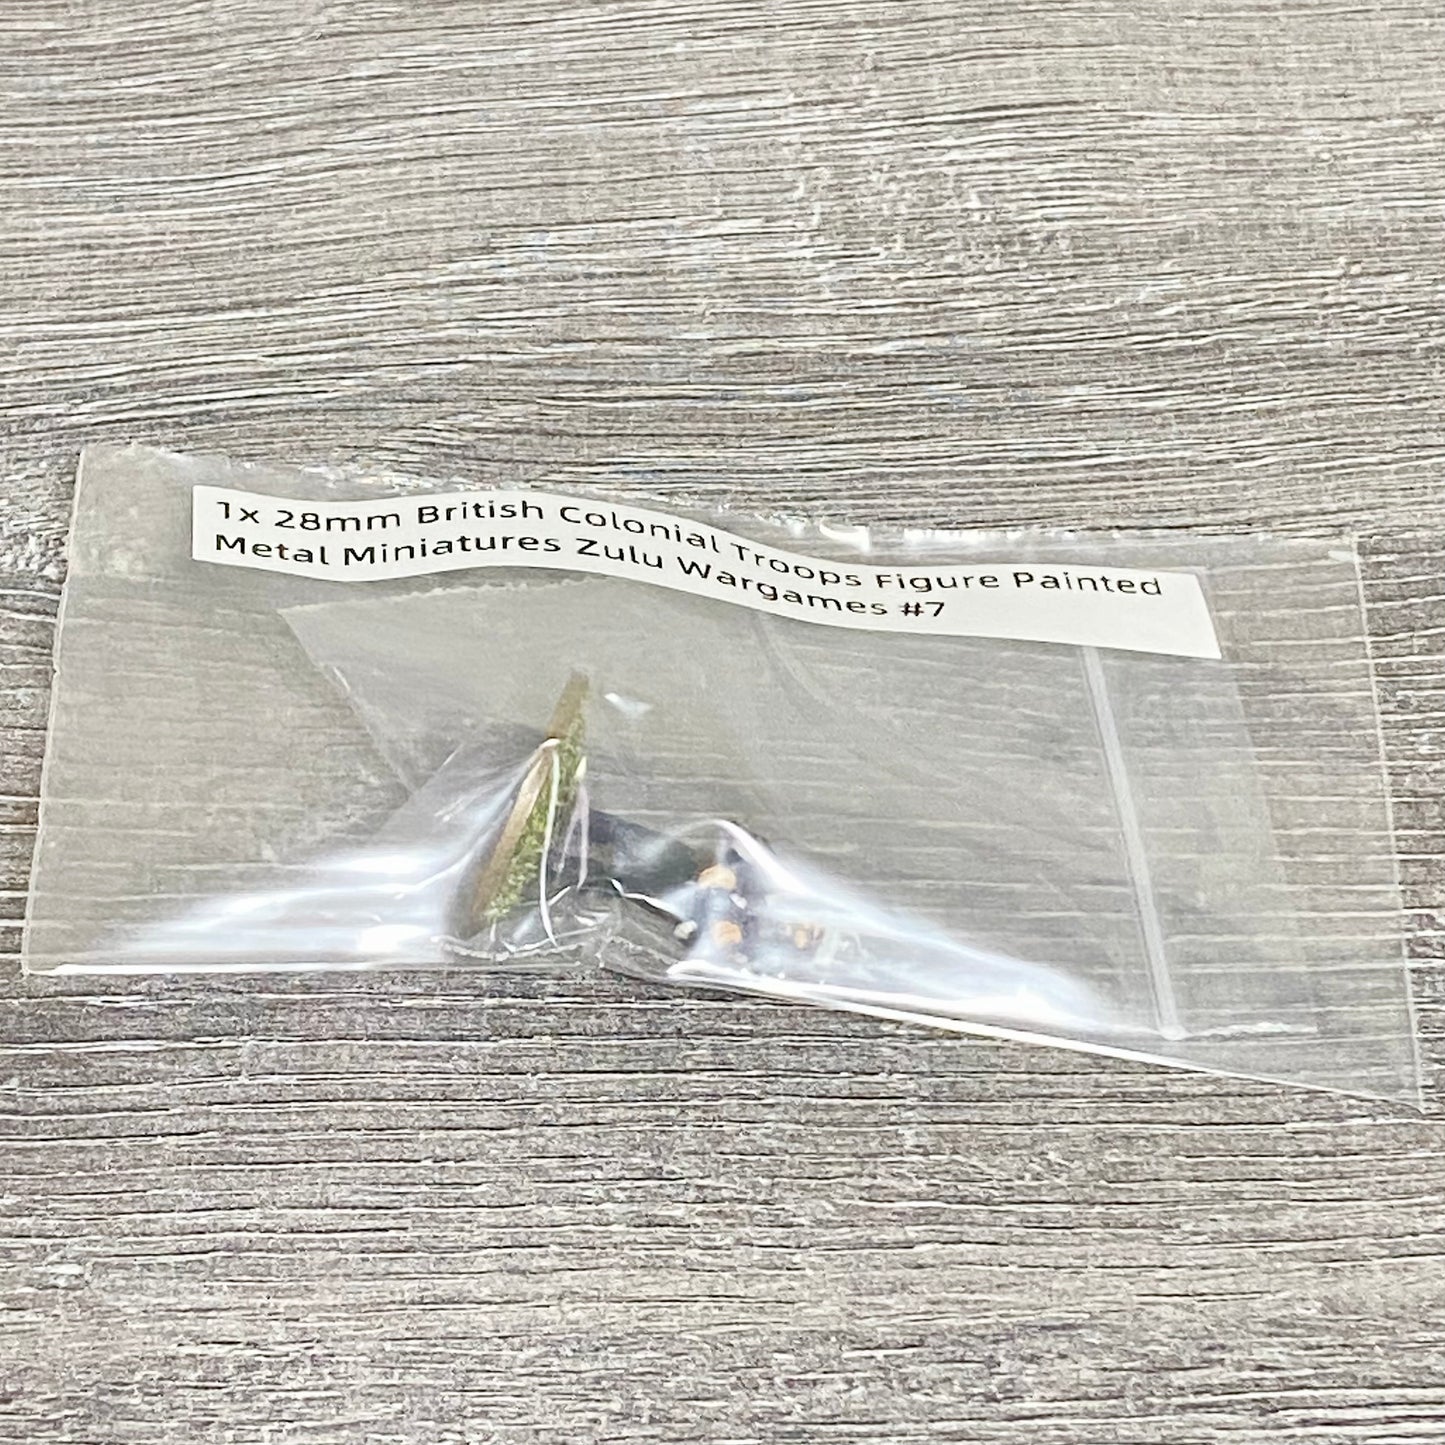 1x 28mm British Colonial Troops Figure Painted
Metal Miniatures Zulu Wargames #7